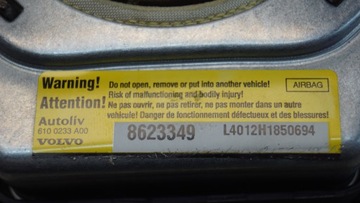 Warning! Do not open, remove or put into another vehicle! AIRBAG
Risk of malfunctioning and bodily injury!
Attention! Ne pas ouvrir, ne pas retirer, ne pas monter dans un autre
vehicule! Danger de fonctionnement défectueux et des blessures!
Autoliv
610 0233 A00
VOLVO
8623349 L4012H1850694